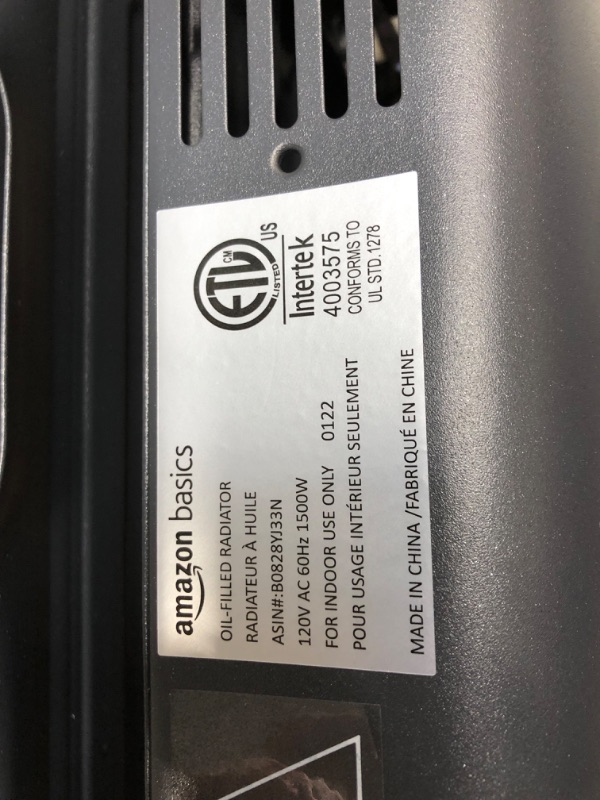 amazon basics
OIL-FILLED RADIATOR
RADIATEUR À HUILE
ASIN#:B0828YJ33N
120V AC 60Hz 1500W
FOR INDOOR USE ONLY 0122
POUR USAGE INTÉRIEUR SEULEMENT
MADE IN CHINA /FABRIQUÉ EN CHINE
ETL CM
LISTED
US
Intertek
4003575
CONFORMS TO
UL STD.1278